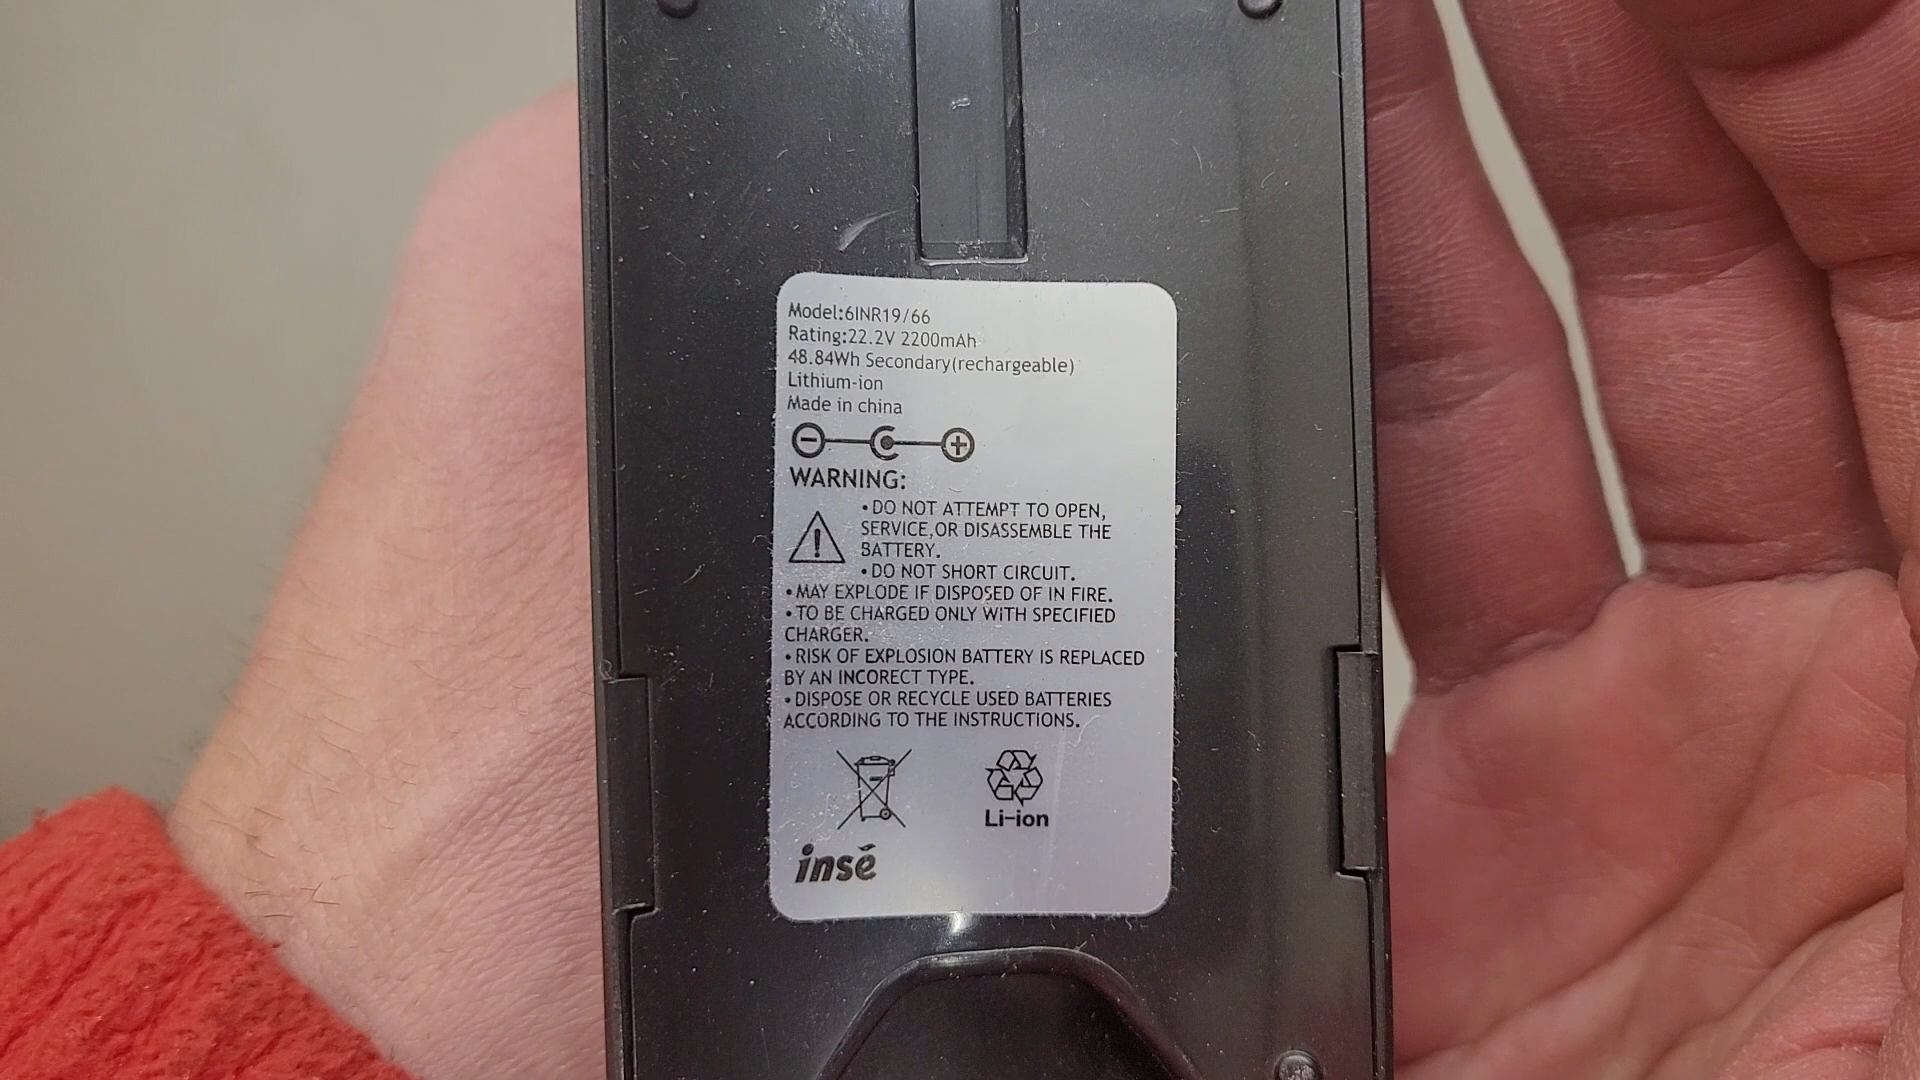 Model:6INR19/66
Rating:22.2V 2200mAh
48.84Wh Secondary(rechargeable)
Lithium-ion
Made in china
WARNING:
•DO NOT ATTEMPT TO OPEN,
SERVICE,OR DISASSEMBLE THE
BATTERY.
•DO NOT SHORT CIRCUIT.
•MAY EXPLODE IF DISPOSED OF IN FIRE.
•TO BE CHARGED ONLY WiTH SPECIFIED
CHARGER.
•RISK OF EXPLOSION BATTERY IS REPLACED
BY AN INCORECT TYPE.
•DISPOSE OR RECYCLE USED BATTERIES
ACCORDING TO THE INSTRUCTIONS.
Li-ion
insě